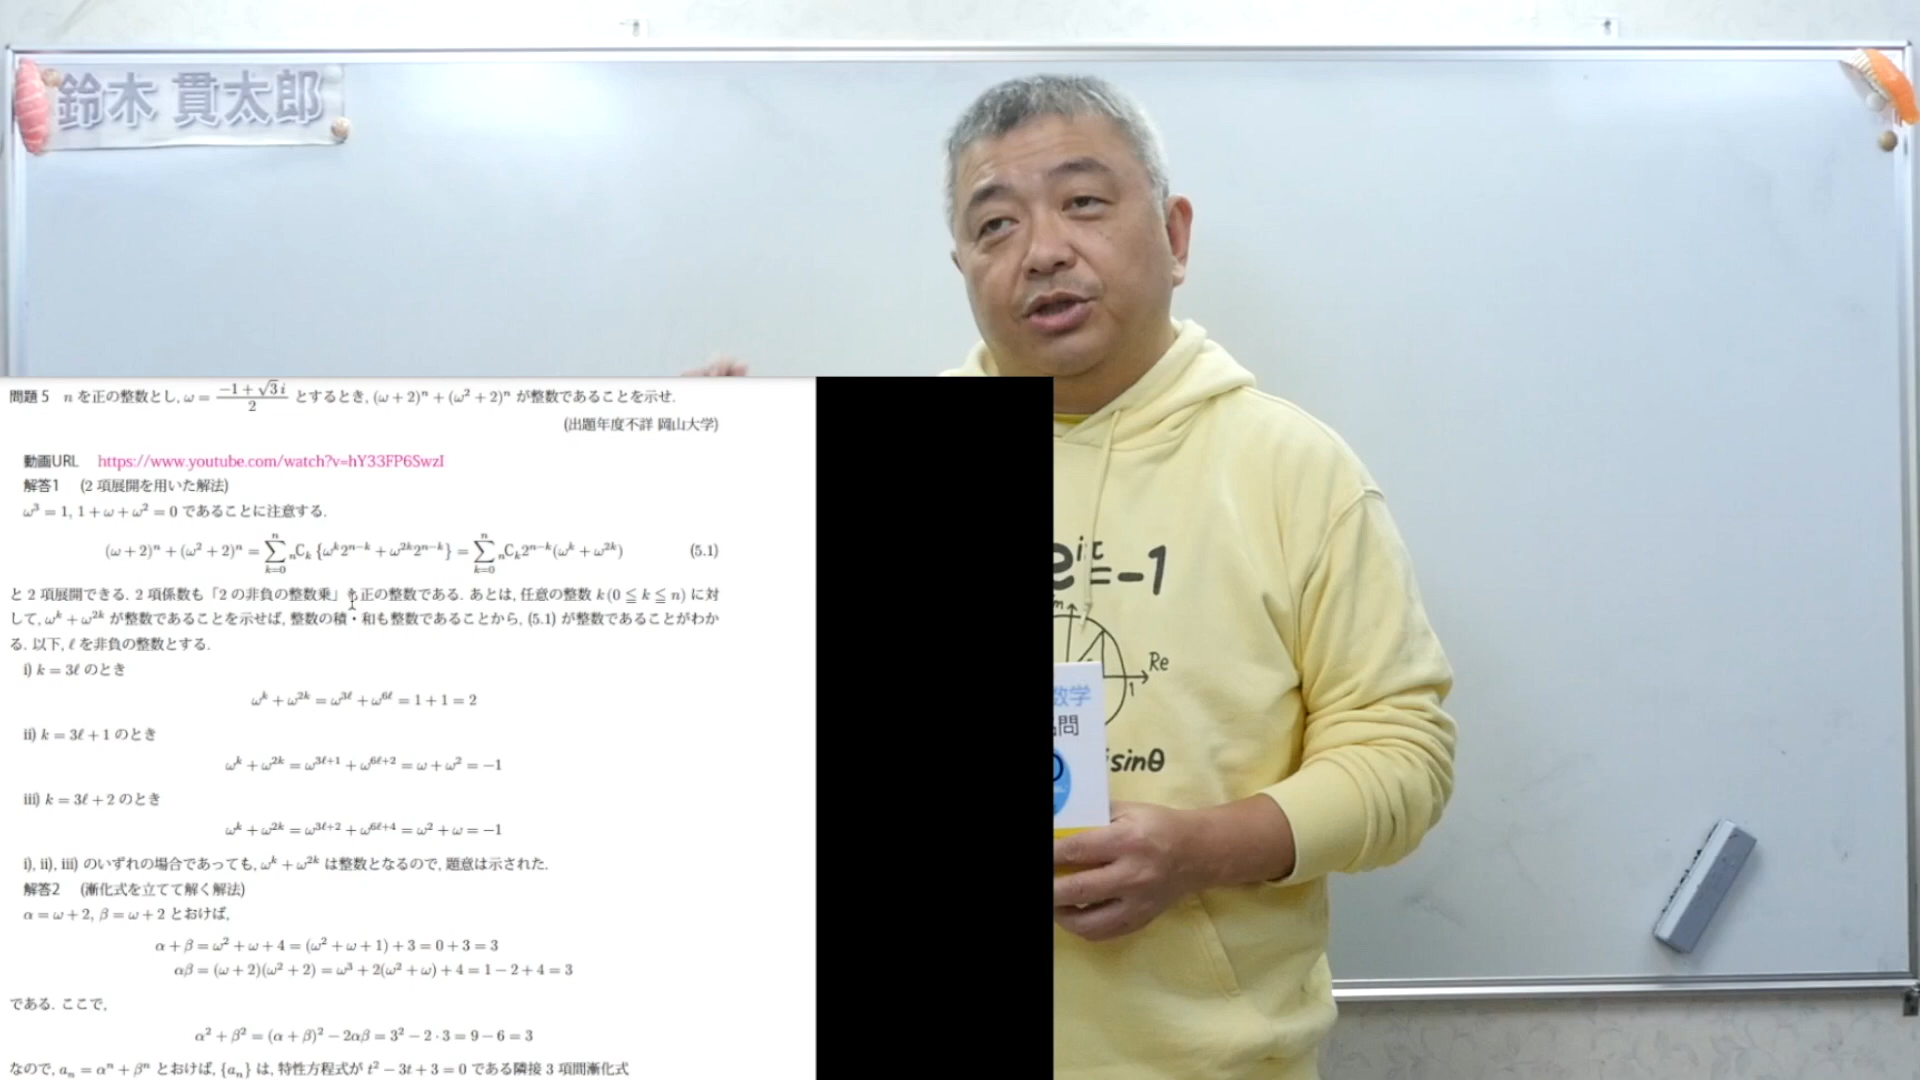 鈴木 貫太郎
問題 5 n を正の整数とし, ω = \frac{−1 + √3 i}{2} とするとき, (ω + 2)^n + (ω^2 + 2)^n が整数であることを示せ.
(出題年度不詳 岡山大学)
動画URL https://www.youtube.com/watch?v=hY33FP6SwzI
解答1 (2 項展開を用いた解法)
ω^3 = 1, 1 + ω + ω^2 = 0 であることに注意する.
(ω + 2)^n + (ω^2 + 2)^n = \sum_{k=0}^{n} {}_nC_k {ω^k 2^{n−k} + ω^{2k} 2^{n−k}} = \sum_{k=0}^{n} {}_nC_k 2^{n−k}(ω^k + ω^{2k}) (5.1)
と 2 項展開できる. 2 項係数も「2 の非負の整数乗」も正の整数である. あとは, 任意の整数 k (0 ≦ k ≦ n) に対
して, ω^k + ω^{2k} が整数であることを示せば, 整数の積・和も整数であることから, (5.1) が整数であることがわか
る. 以下, ℓ を非負の整数とする.
i) k = 3ℓ のとき
ω^k + ω^{2k} = ω^{3ℓ} + ω^{6ℓ} = 1 + 1 = 2
ii) k = 3ℓ + 1 のとき
ω^k + ω^{2k} = ω^{3ℓ+1} + ω^{6ℓ+2} = ω + ω^2 = −1
iii) k = 3ℓ + 2 のとき
ω^k + ω^{2k} = ω^{3ℓ+2} + ω^{6ℓ+4} = ω^2 + ω = −1
i), ii), iii) のいずれの場合であっても, ω^k + ω^{2k} は整数となるので, 題意は示された.
解答2 (漸化式を立てて解く解法)
α = ω + 2, β = ω + 2 とおけば,
α + β = ω^2 + ω + 4 = (ω^2 + ω + 1) + 3 = 0 + 3 = 3
αβ = (ω + 2)(ω^2 + 2) = ω^3 + 2(ω^2 + ω) + 4 = 1 − 2 + 4 = 3
である. ここで,
α^2 + β^2 = (α + β)^2 − 2αβ = 3^2 − 2 · 3 = 9 − 6 = 3
なので, a_n = α^n + β^n とおけば, {a_n} は, 特性方程式が t^2 − 3t + 3 = 0 である隣接 3 項間漸化式
e^{iπ}=-1
Re
1
isinθ
数学
問